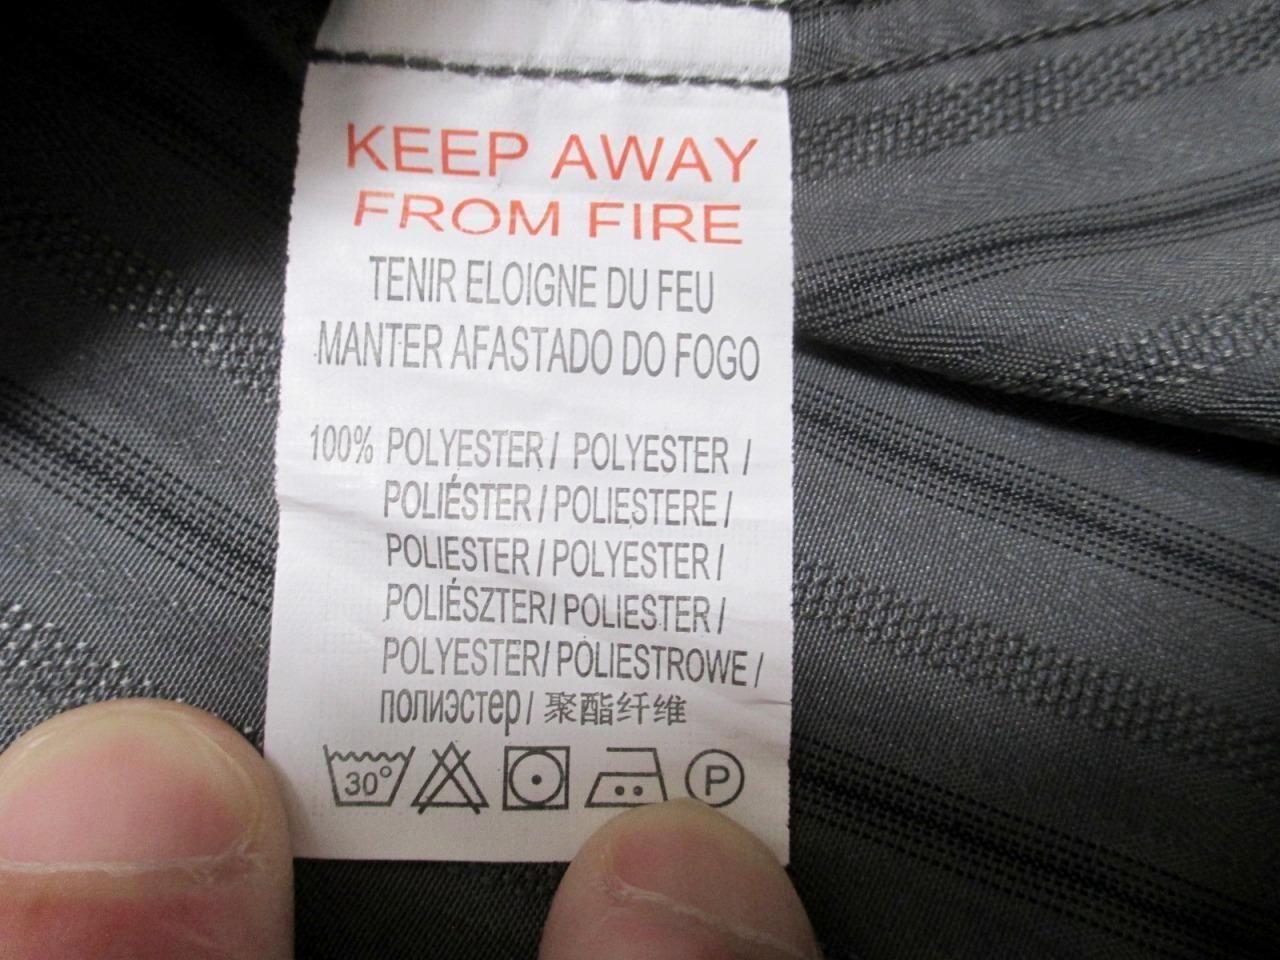 KEEP AWAY
FROM FIRE
TENIR ELOIGNE DU FEU
MANTER AFASTADO DO FOGO
100% POLYESTER / POLYESTER /
POLIÉSTER / POLIESTERE /
POLIESTER / POLYESTER /
POLIÉSZTER / POLIESTER /
POLYESTER / POLIESTROWE /
полиэстер / 聚酯纤维
30° P